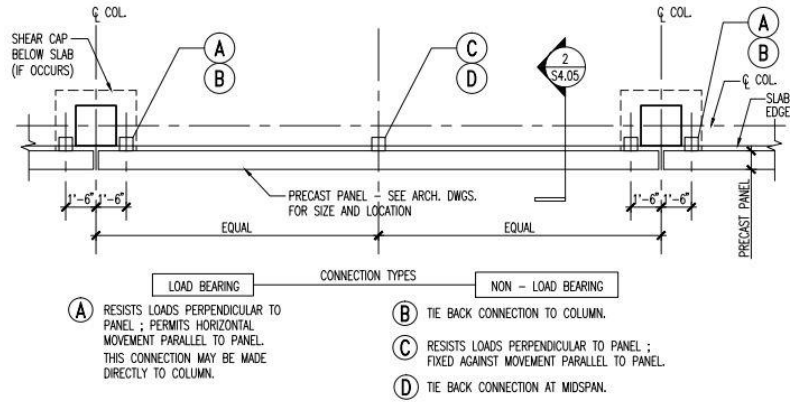 ℄ COL.
℄ COL.
SHEAR CAP
BELOW SLAB
(IF OCCURS)
A
B
C
D
2
S4.05
A
B
℄ COL.
SLAB
EDGE
1'-6"
1'-6"
PRECAST PANEL - SEE ARCH. DWGS.
FOR SIZE AND LOCATION
1'-6"
1'-6"
PRECAST PANEL
EQUAL
EQUAL
CONNECTION TYPES
LOAD BEARING
NON - LOAD BEARING
A RESISTS LOADS PERPENDICULAR TO
PANEL ; PERMITS HORIZONTAL
MOVEMENT PARALLEL TO PANEL.
THIS CONNECTION MAY BE MADE
DIRECTLY TO COLUMN.
B TIE BACK CONNECTION TO COLUMN.
C RESISTS LOADS PERPENDICULAR TO PANEL ;
FIXED AGAINST MOVEMENT PARALLEL TO PANEL.
D TIE BACK CONNECTION AT MIDSPAN.